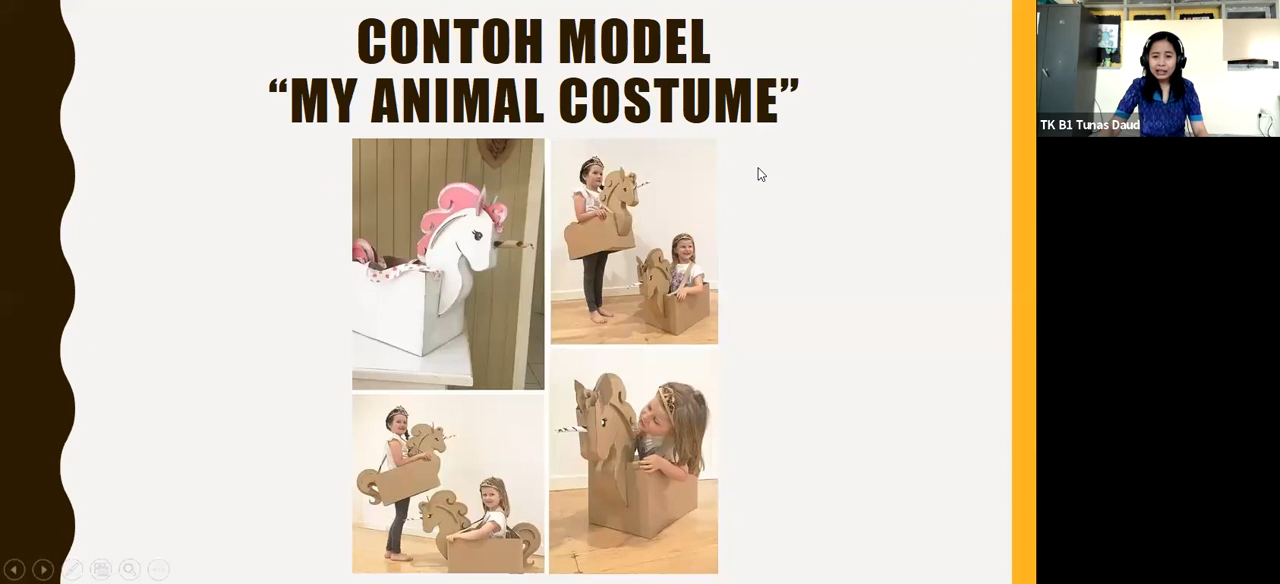 CONTOH MODEL
“MY ANIMAL COSTUME”
TK B1 Tunas Daud